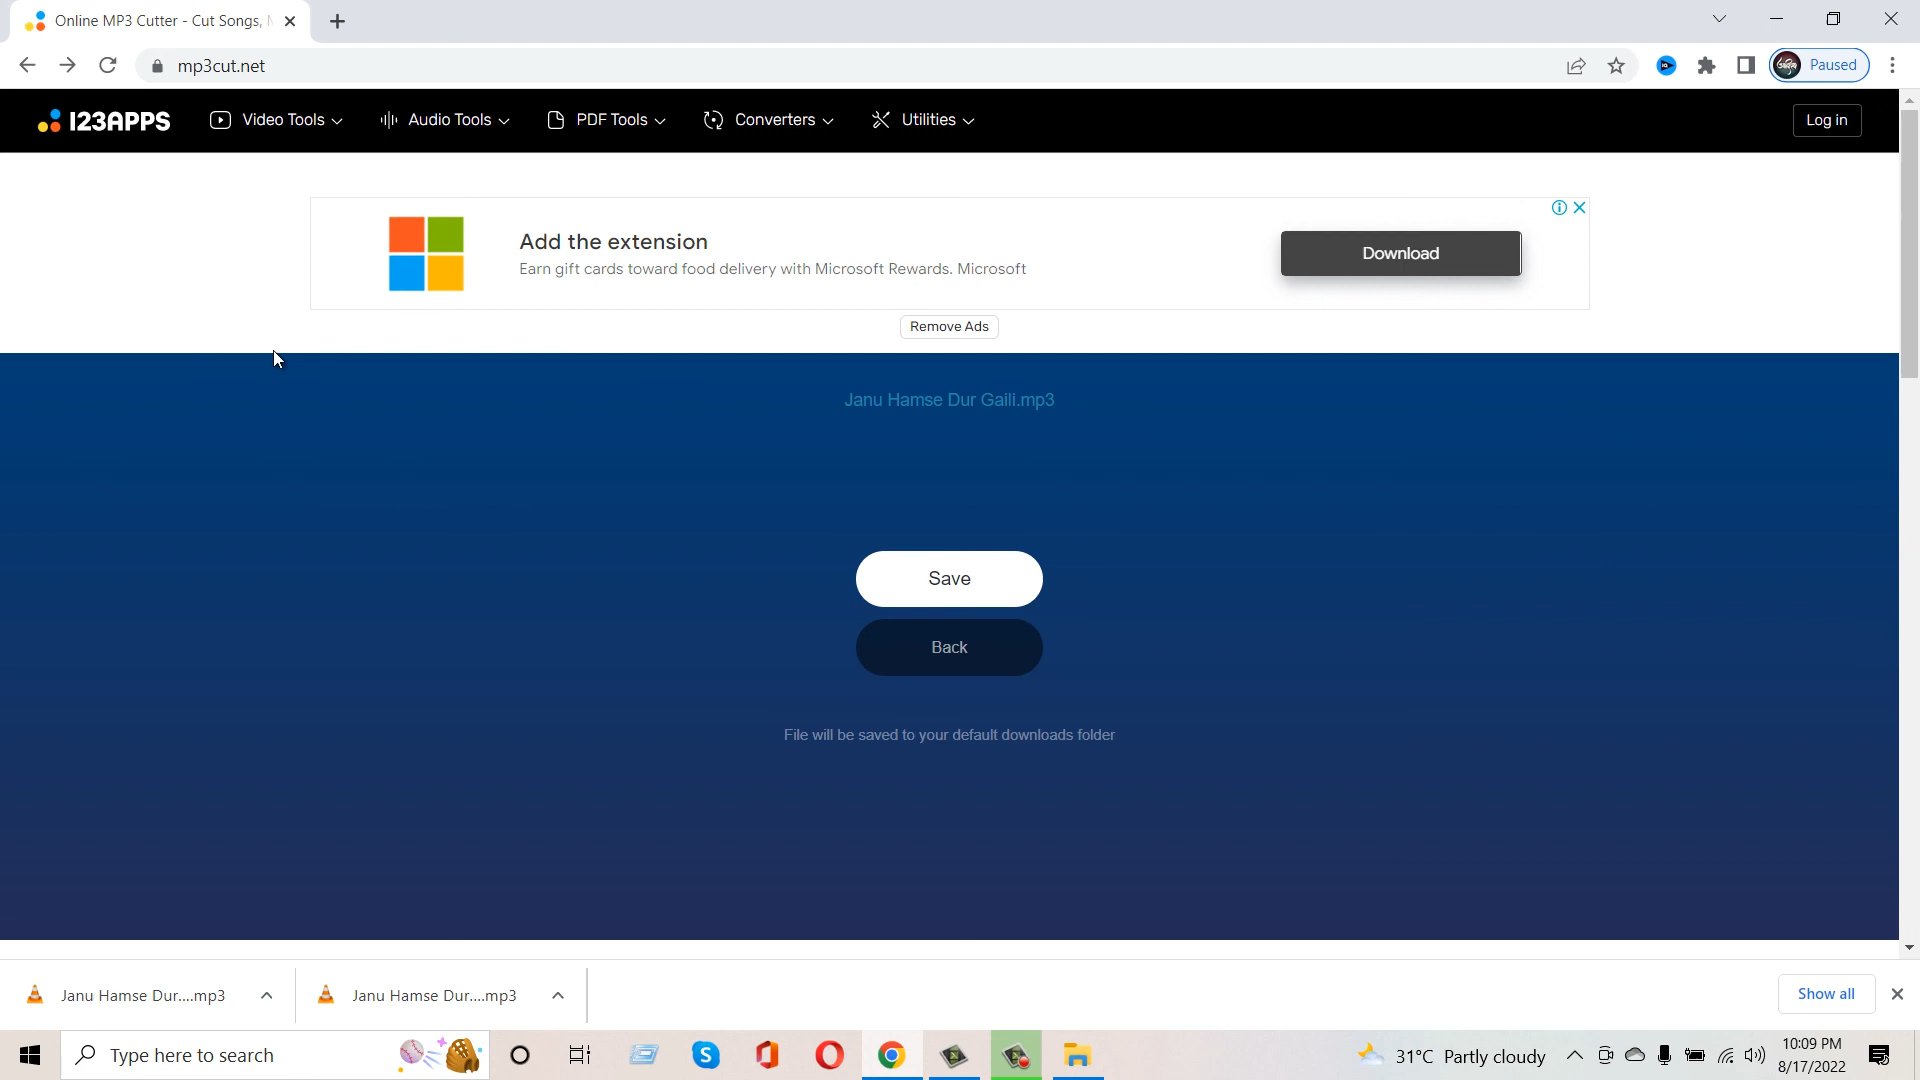 Online MP3 Cutter - Cut Songs,
mp3cut.net
Paused
123APPS
Video Tools
Audio Tools
PDF Tools
Converters
Utilities
Log in
Add the extension
Earn gift cards toward food delivery with Microsoft Rewards. Microsoft
Download
Remove Ads
Janu Hamse Dur Gaili.mp3
Save
Back
File will be saved to your default downloads folder
Janu Hamse Dur....mp3
Janu Hamse Dur....mp3
Show all
Type here to search
31°C Partly cloudy
10:09 PM
8/17/2022